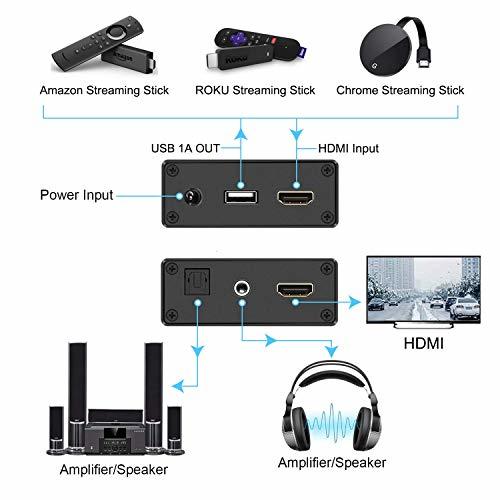 Amazon Streaming Stick
ROKU Streaming Stick
Chrome Streaming Stick
USB 1A OUT
HDMI Input
Power Input
HDMI
Amplifier/Speaker
Amplifier/Speaker